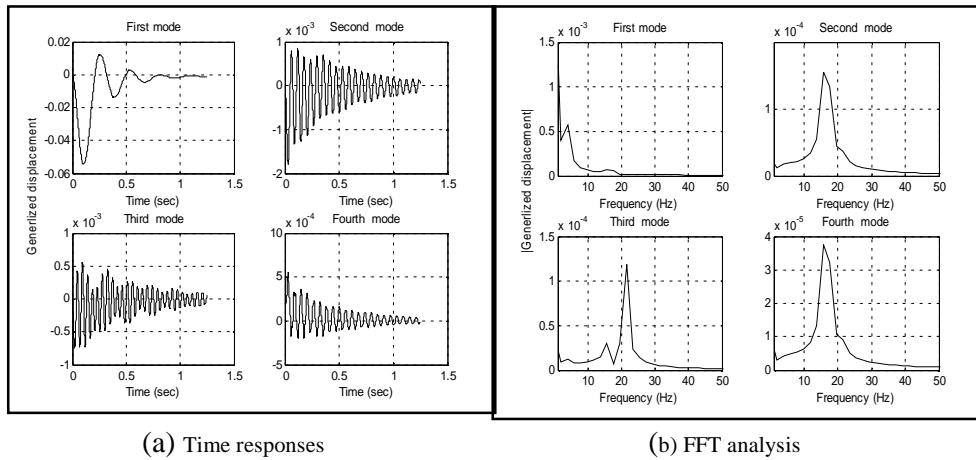 First mode
0.02
0
-0.02
-0.04
-0.06
0 0.5 1 1.5
Time (sec)
x 10-3
Second mode
1
0
-1
-2
0 0.5 1 1.5
Time (sec)
Generlized displacement
x 10-3
Third mode
1
0.5
0
-0.5
-1
0 0.5 1 1.5
Time (sec)
x 10-4
Fourth mode
10
5
0
-5
0 0.5 1 1.5
Time (sec)
x 10-3
First mode
1.5
1
0.5
0
10 20 30 40 50
Frequency (Hz)
x 10-4
Second mode
2
1
0
10 20 30 40 50
Frequency (Hz)
|Generlized displacement|
x 10-4
Third mode
1.5
1
0.5
0
10 20 30 40 50
Frequency (Hz)
x 10-5
Fourth mode
4
3
2
1
0
10 20 30 40 50
Frequency (Hz)
(a) Time responses
(b) FFT analysis